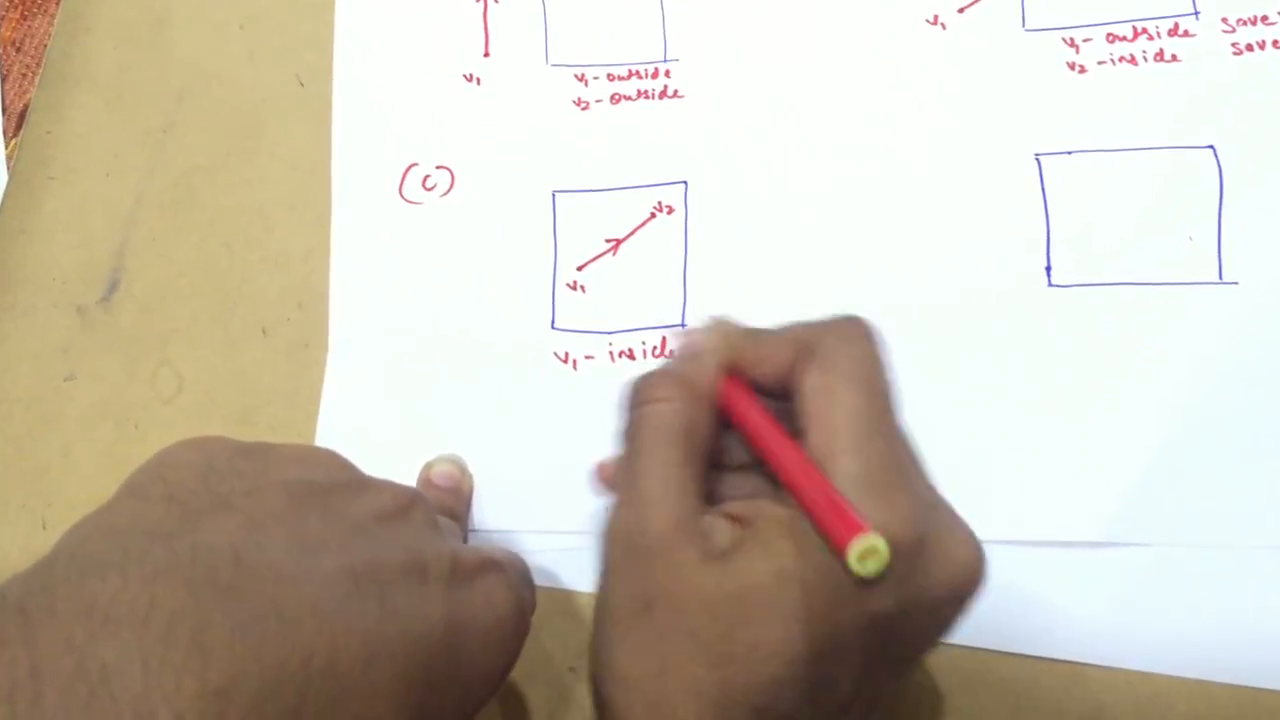 v1
v1 - outside
v2 - outside
v1
v1 - outside save
v2 - inside save
(c)
v2
v1
v1 - inside